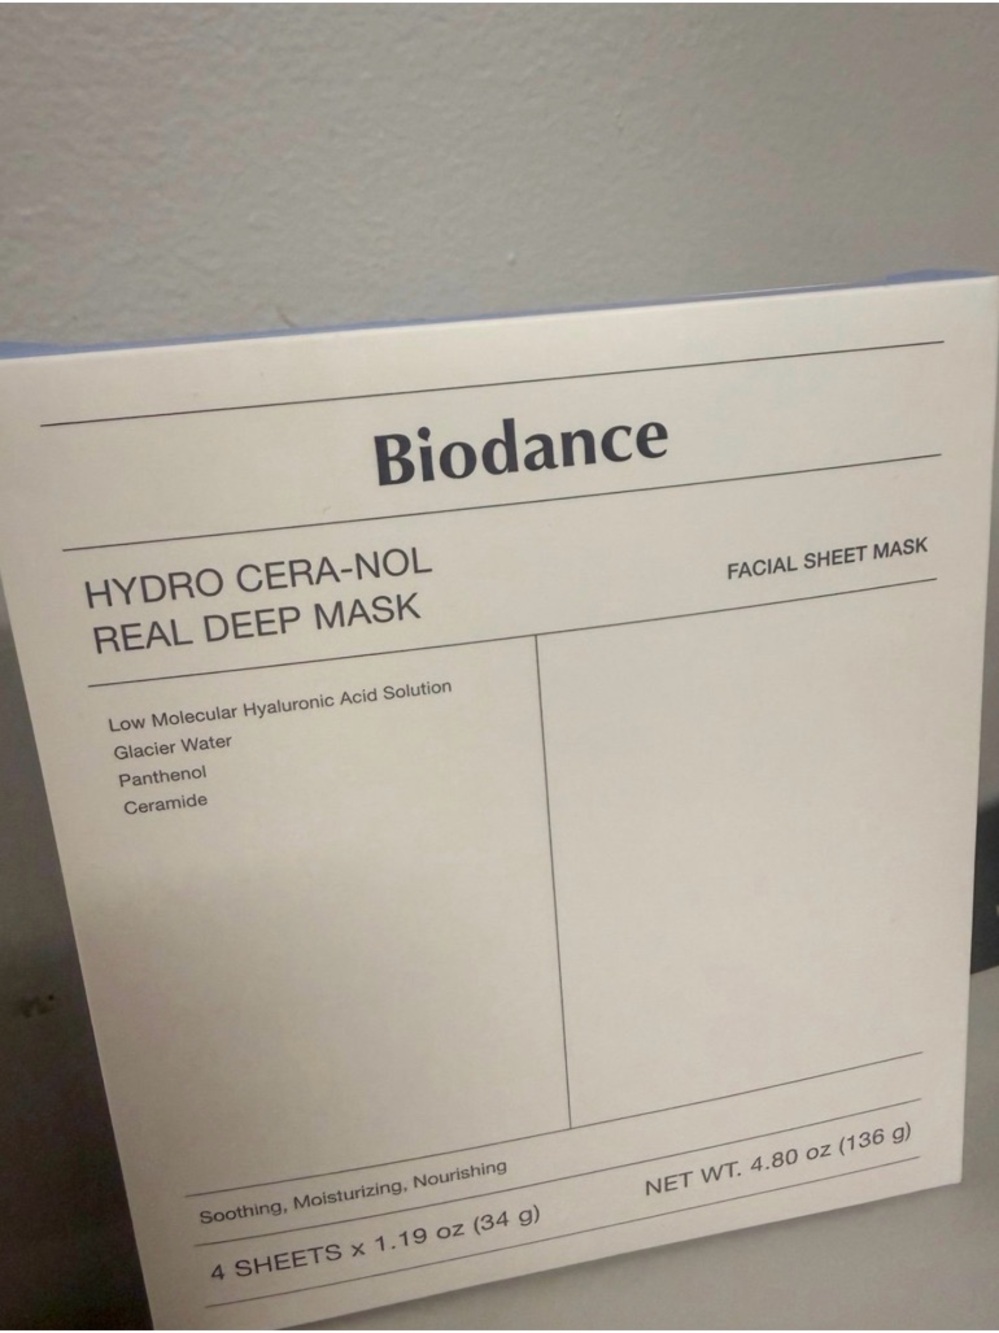 Biodance
HYDRO CERA-NOL
REAL DEEP MASK
FACIAL SHEET MASK
Low Molecular Hyaluronic Acid Solution
Glacier Water
Panthenol
Ceramide
Soothing, Moisturizing, Nourishing
4 SHEETS x 1.19 oz (34 g)
NET WT. 4.80 oz (136 g)